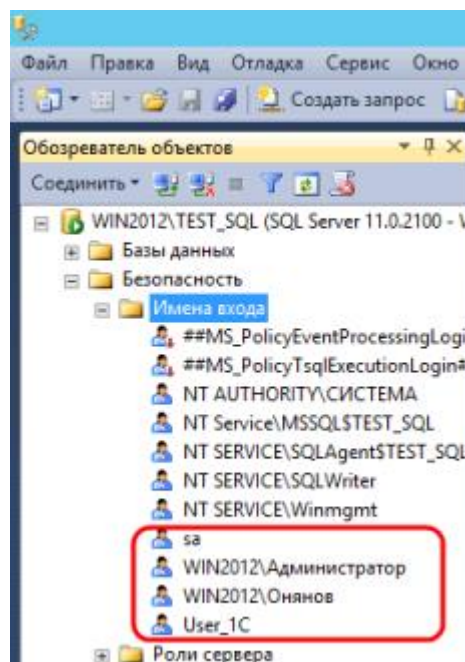 Файл Правка Вид Отладка Сервис Окно
Создать запрос
Обозреватель объектов
Соединить
WIN2012\TEST_SQL (SQL Server 11.0.2100 -
Базы данных
Безопасность
Имена входа
##MS_PolicyEventProcessingLogi
##MS_PolicyTsqlExecutionLogin#
NT AUTHORITY\СИСТЕМА
NT Service\MSSQL$TEST_SQL
NT SERVICE\SQLAgent$TEST_SQL
NT SERVICE\SQLWriter
NT SERVICE\Winmgmt
sa
WIN2012\Администратор
WIN2012\Онянов
User_1C
Роли сервера